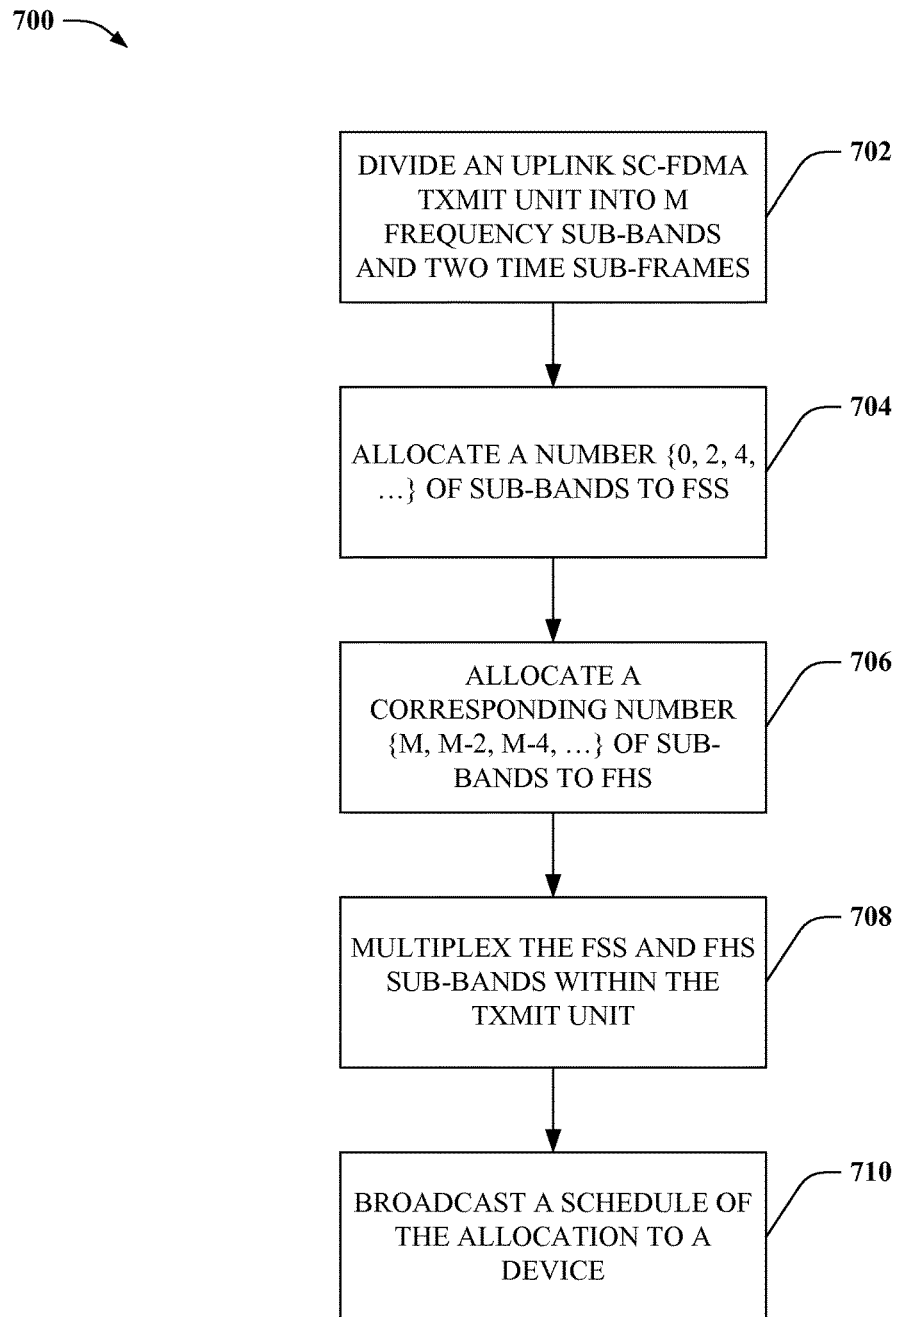 700
DIVIDE AN UPLINK SC-FDMA
TXMIT UNIT INTO M
FREQUENCY SUB-BANDS
AND TWO TIME SUB-FRAMES
702
ALLOCATE A NUMBER {0, 2, 4,
…} OF SUB-BANDS TO FSS
704
ALLOCATE A
CORRESPONDING NUMBER
{M, M-2, M-4, …} OF SUB-
BANDS TO FHS
706
MULTIPLEX THE FSS AND FHS
SUB-BANDS WITHIN THE
TXMIT UNIT
708
BROADCAST A SCHEDULE OF
THE ALLOCATION TO A
DEVICE
710